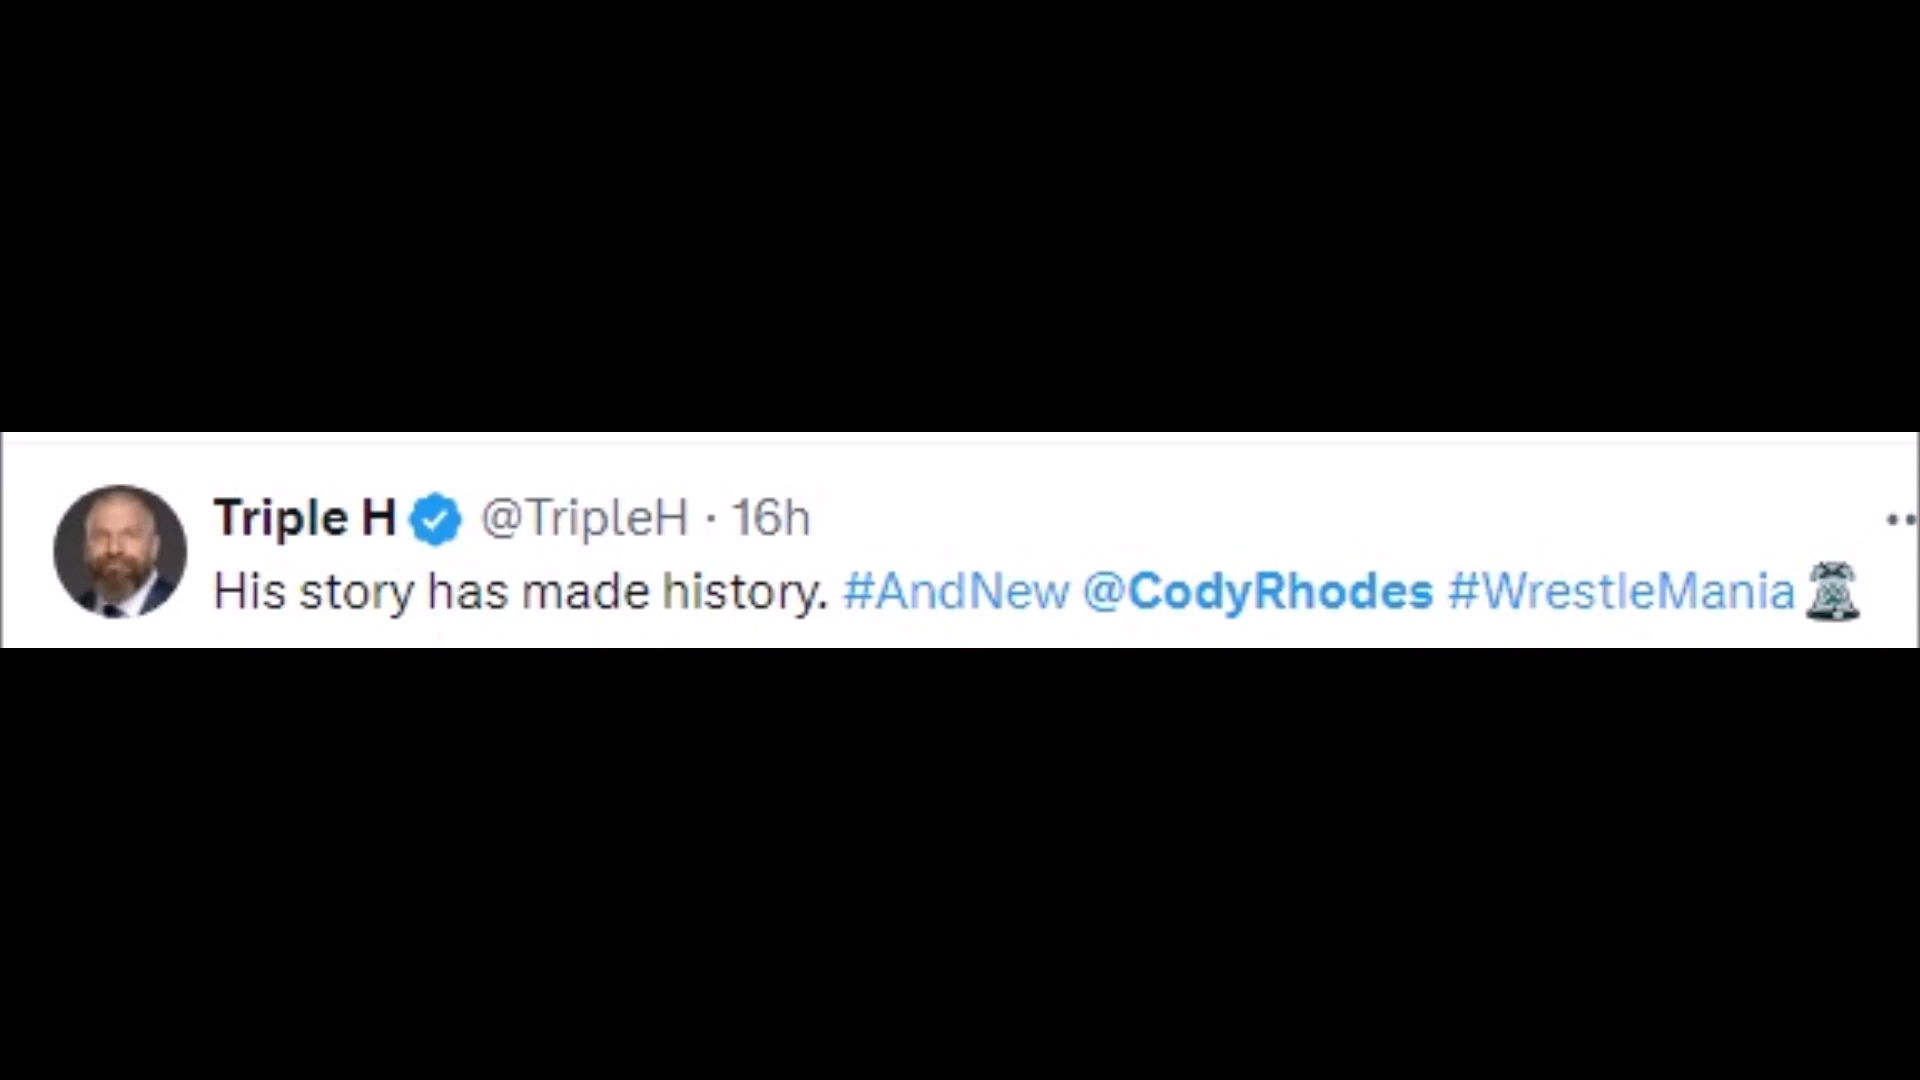 Triple H @TripleH · 16h
His story has made history. #AndNew @CodyRhodes #WrestleMania